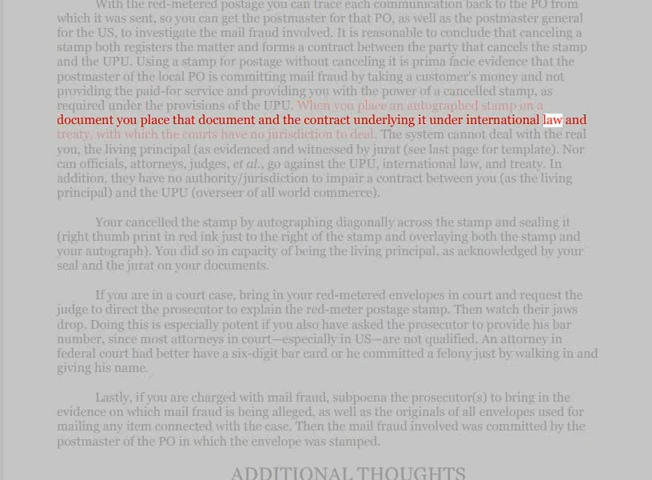 With the red-metered postage you can trace each communication back to the PO from
which it was sent, so you can get the postmaster for that PO, as well as the postmaster general
for the US, to investigate the mail fraud involved. It is reasonable to conclude that canceling a
stamp both registers the matter and forms a contract between the party that cancels the stamp
and the UPU. Using a stamp for postage without canceling it is prima facie evidence that the
postmaster of the local PO is committing mail fraud by taking a customer's money and not
providing the paid-for service and providing you with the power of a cancelled stamp, as
required under the provisions of the UPU. When you place an autographed stamp on a
document you place that document and the contract underlying it under international law and
treaty, with which the courts have no jurisdiction to deal. The system cannot deal with the real
you, the living principal (as evidenced and witnessed by jurat (see last page for template). Nor
can officials, attorneys, judges, et al., go against the UPU, international law, and treaty. In
addition, they have no authority/jurisdiction to impair a contract between you (as the living
principal) and the UPU (overseer of all world commerce).
Your cancelled the stamp by autographing diagonally across the stamp and sealing it
(right thumb print in red ink just to the right of the stamp and overlaying both the stamp and
your autograph). You did so in capacity of being the living principal, as acknowledged by your
seal and the jurat on your documents.
If you are in a court case, bring in your red-metered envelopes in court and request the
judge to direct the prosecutor to explain the red-meter postage stamp. Then watch their jaws
drop. Doing this is especially potent if you also have asked the prosecutor to provide his bar
number, since most attorneys in court—especially in US—are not qualified. An attorney in
federal court had better have a six-digit bar card or he committed a felony just by walking in and
giving his name.
Lastly, if you are charged with mail fraud, subpoena the prosecutor(s) to bring in the
evidence on which mail fraud is being alleged, as well as the originals of all envelopes used for
mailing any item connected with the case. Then the mail fraud involved was committed by the
postmaster of the PO in which the envelope was stamped.
ADDITIONAL THOUGHTS